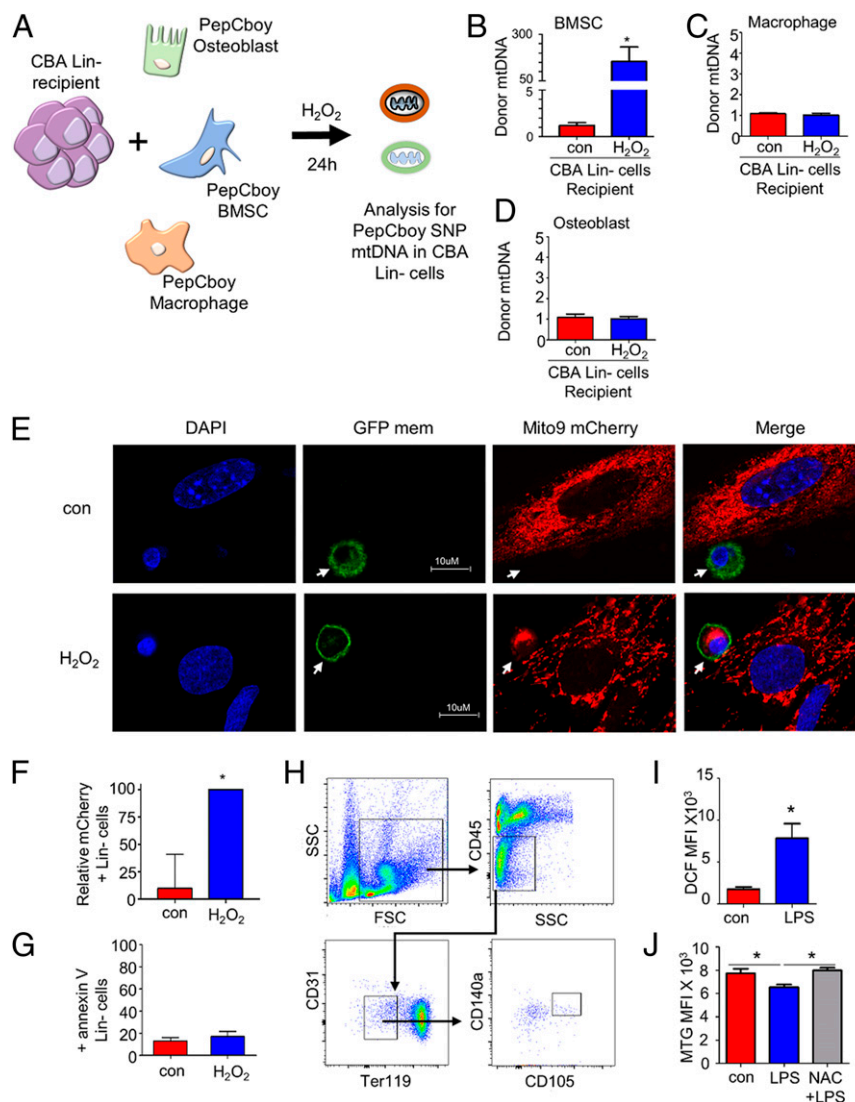 A
PepCboy
Osteoblast
CBA Lin-
recipient
+
PepCboy
BMSC
PepCboy
Macrophage
H2O2
24h
Analysis for
PepCboy SNP
mtDNA in CBA
Lin- cells
B
BMSC
Donor mtDNA
300
50
5
0
*
con
H2O2
CBA Lin- cells
Recipient
C
Macrophage
Donor mtDNA
5
4
3
2
1
0
con
H2O2
CBA Lin- cells
Recipient
D
Osteoblast
Donor mtDNA
5
4
3
2
1
0
con
H2O2
CBA Lin- cells
Recipient
E
DAPI
GFP mem
Mito9 mCherry
Merge
con
10uM
H2O2
10uM
F
Relative mCherry
+ Lin- cells
100
75
50
25
0
*
con
H2O2
G
+ annexin V
Lin- cells
100
80
60
40
20
0
con
H2O2
H
SSC
FSC
CD45
SSC
CD31
Ter119
CD140a
CD105
I
DCF MFI X10³
15
10
5
0
*
con
LPS
J
MTG MFI X 10³
10
8
6
4
2
0
*
*
con
LPS
NAC
+LPS